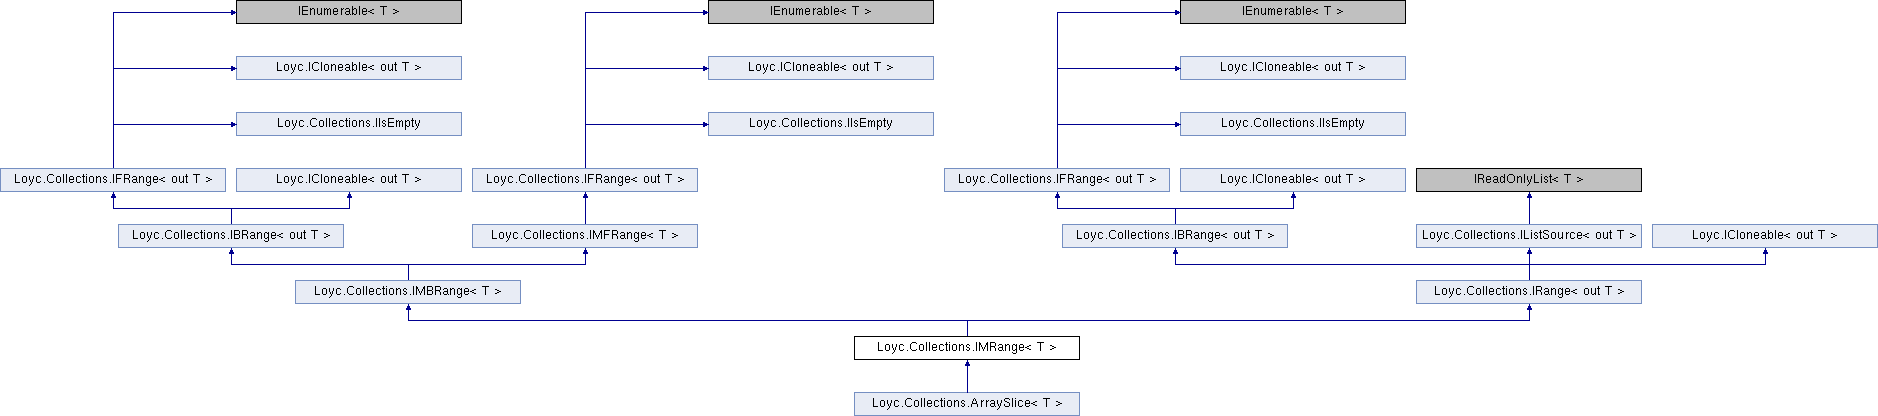 IEnumerable< T >
IEnumerable< T >
IEnumerable< T >
Loyc.ICloneable< out T >
Loyc.ICloneable< out T >
Loyc.ICloneable< out T >
Loyc.Collections.IIsEmpty
Loyc.Collections.IIsEmpty
Loyc.Collections.IIsEmpty
Loyc.Collections.IFRange< out T >
Loyc.ICloneable< out T >
Loyc.Collections.IFRange< out T >
Loyc.Collections.IFRange< out T >
Loyc.ICloneable< out T >
IReadOnlyList< T >
Loyc.Collections.IBRange< out T >
Loyc.Collections.IMFRange< T >
Loyc.Collections.IBRange< out T >
Loyc.Collections.IListSource< out T >
Loyc.ICloneable< out T >
Loyc.Collections.IMBRange< T >
Loyc.Collections.IRange< out T >
Loyc.Collections.IMRange< T >
Loyc.Collections.ArraySlice< T >